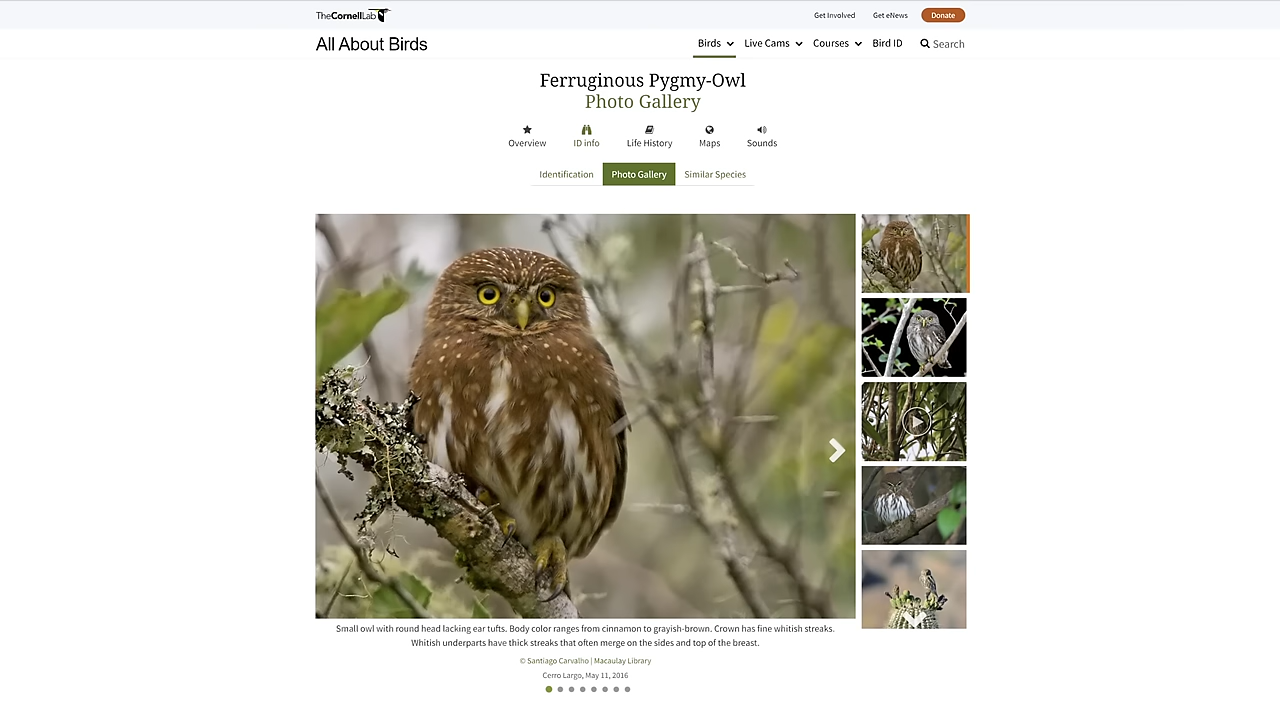 TheCornellLab
Get Involved
Get eNews
Donate
All About Birds
Birds
Live Cams
Courses
Bird ID
Search
Ferruginous Pygmy-Owl
Photo Gallery
Overview
ID info
Life History
Maps
Sounds
Identification
Photo Gallery
Similar Species
Small owl with round head lacking ear tufts. Body color ranges from cinnamon to grayish-brown. Crown has fine whitish streaks.
Whitish underparts have thick streaks that often merge on the sides and top of the breast.
© Santiago Carvalho | Macaulay Library
Cerro Largo, May 11, 2016